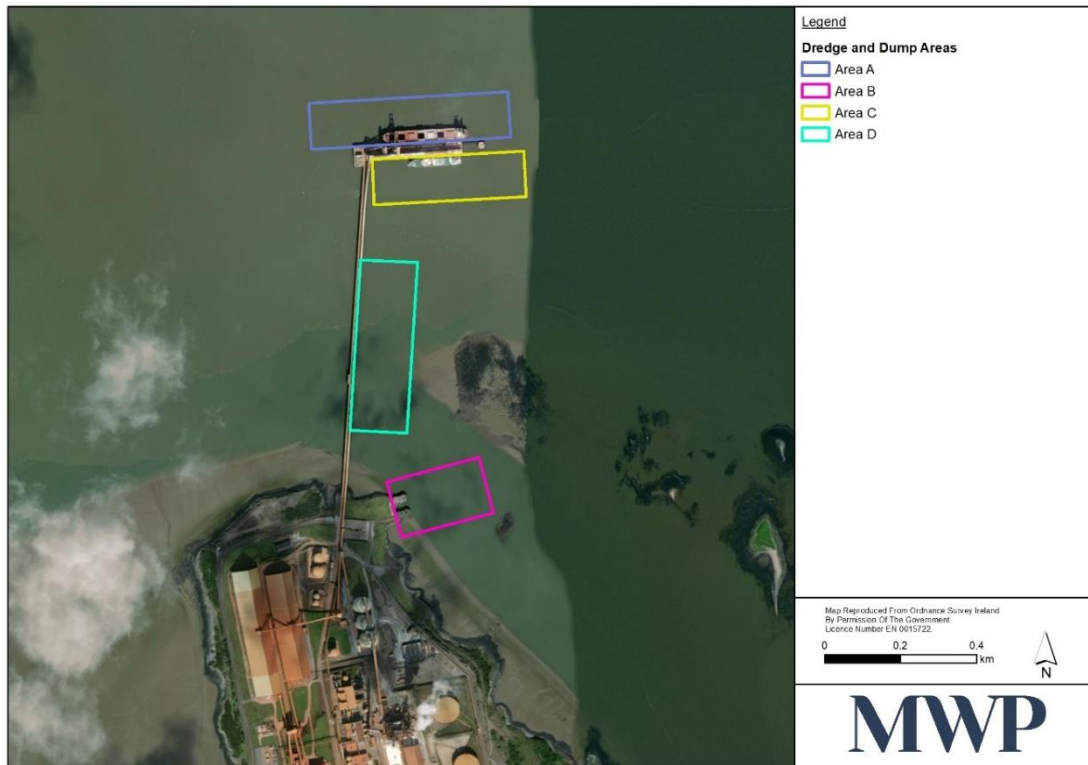 Legend
Dredge and Dump Areas
Area A
Area B
Area C
Area D
Map Reproduced From Ordnance Survey Ireland
By Permission Of The Government.
Licence Number EN 0015722.
0 0.2 0.4
km
N
MWP